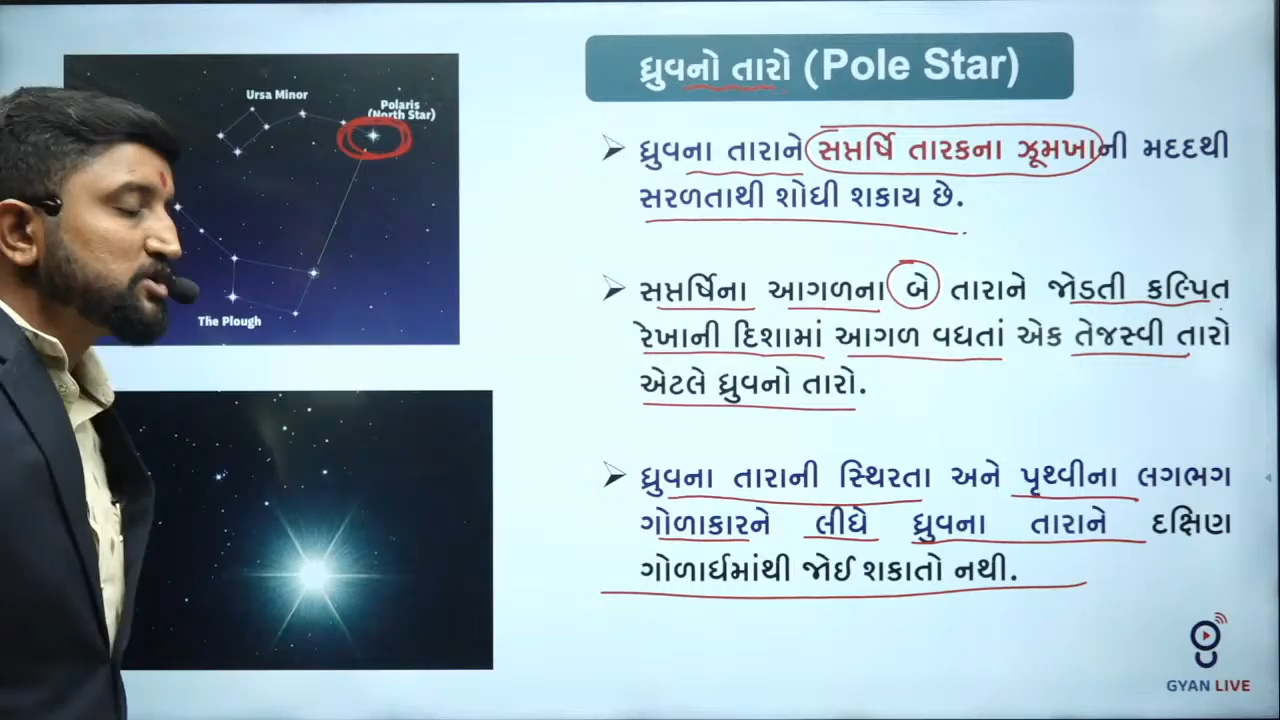 ધ્રુવનો તારો (Pole Star)
Ursa Minor
Polaris
(North Star)
The Plough
ધ્રુવના તારાને સપ્તર્ષિ તારકના ઝૂમખાની મદદથી
સરળતાથી શોધી શકાય છે.
સપ્તર્ષિના આગળના બે તારાને જોડતી કલ્પિત
રેખાની દિશામાં આગળ વધતાં એક તેજસ્વી તારો
એટલે ધ્રુવનો તારો.
ધ્રુવના તારાની સ્થિરતા અને પૃથ્વીના લગભગ
ગોળાકારને લીધે ધ્રુવના તારાને દક્ષિણ
ગોળાર્ધમાંથી જોઈ શકાતો નથી.
GYAN LIVE